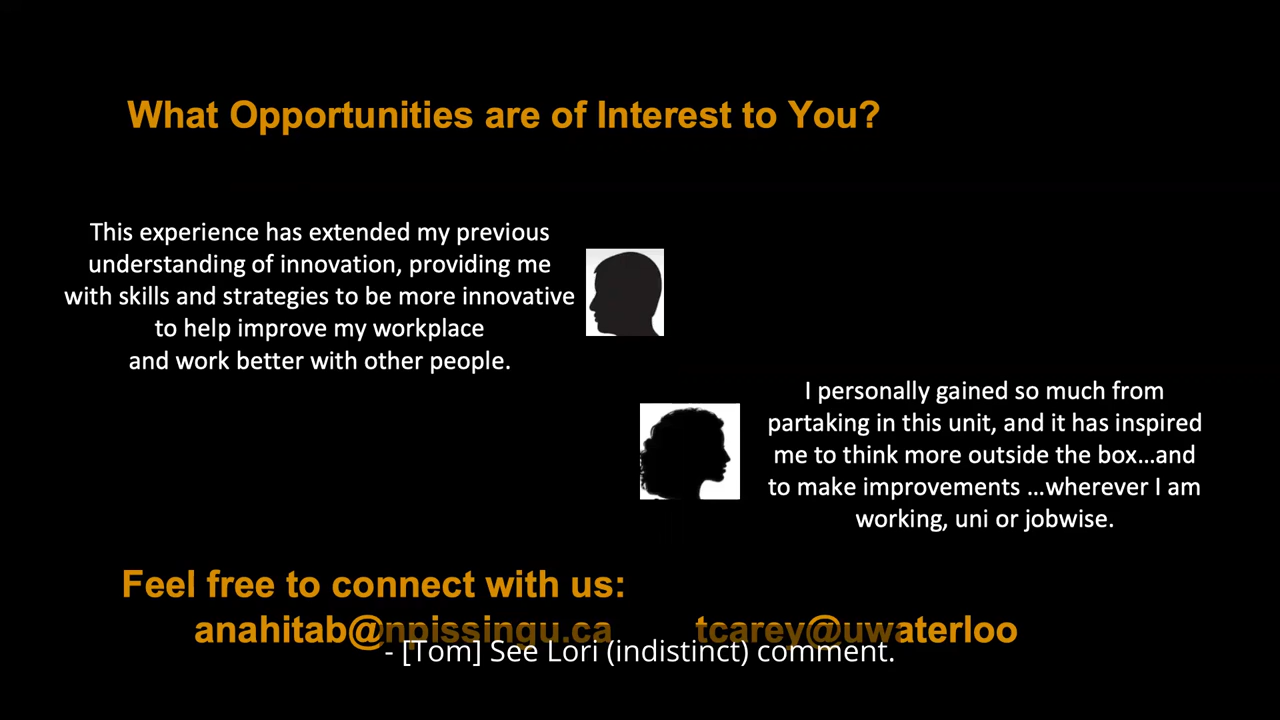 What Opportunities are of Interest to You?
This experience has extended my previous
understanding of innovation, providing me
with skills and strategies to be more innovative
to help improve my workplace
and work better with other people.
I personally gained so much from
partaking in this unit, and it has inspired
me to think more outside the box...and
to make improvements ...wherever I am
working, uni or jobwise.
Feel free to connect with us:
anahitab@npissingu.ca tcarey@uwaterloo
- [Tom] See Lori (indistinct) comment.